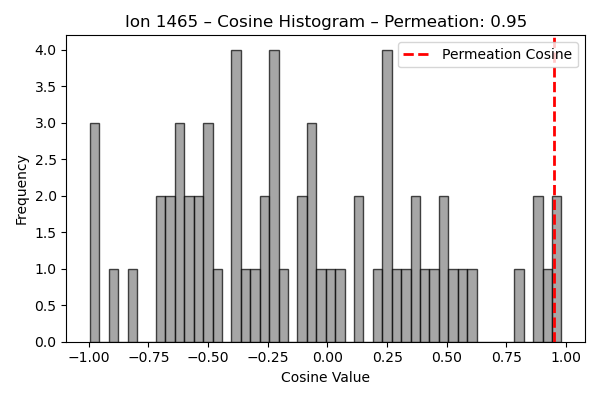 Ion 1465 – Cosine Histogram – Permeation: 0.95
Permeation Cosine
Frequency
4.0
3.5
3.0
2.5
2.0
1.5
1.0
0.5
0.0
−1.00 −0.75 −0.50 −0.25 0.00 0.25 0.50 0.75 1.00
Cosine Value